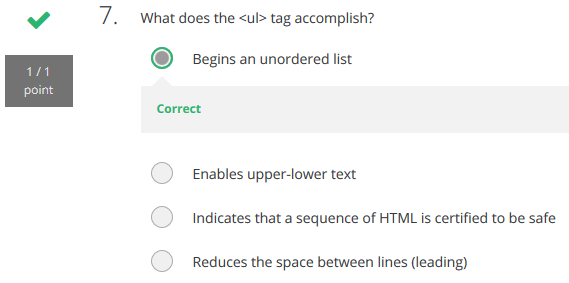 7. What does the <ul> tag accomplish?
1 / 1
point
Begins an unordered list
Correct
Enables upper-lower text
Indicates that a sequence of HTML is certified to be safe
Reduces the space between lines (leading)